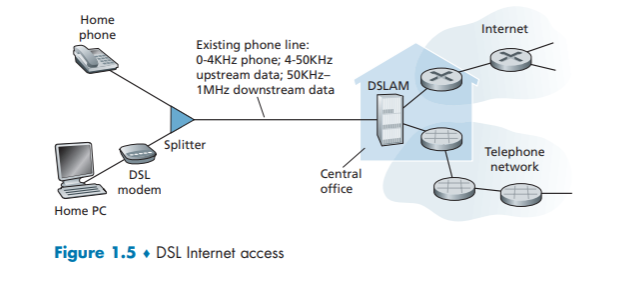 Home
phone
Internet
Existing phone line:
0-4KHz phone; 4-50KHz
upstream data; 50KHz–
1MHz downstream data
DSLAM
Splitter
DSL
modem
Home PC
Central
office
Telephone
network
Figure 1.5 ♦ DSL Internet access